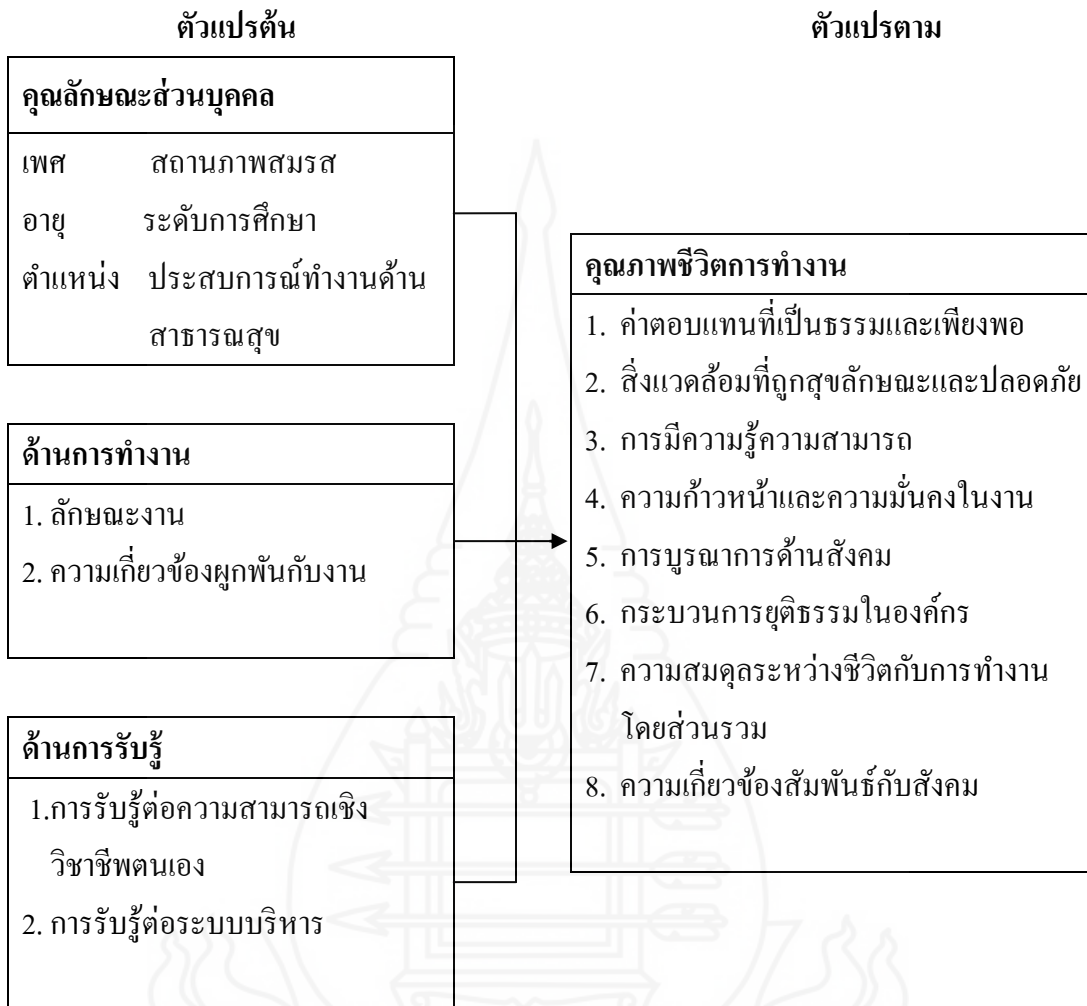 ตัวแปรต้น
ตัวแปรตาม
คุณลักษณะส่วนบุคคล
เพศ สถานภาพสมรส
อายุ ระดับการศึกษา
ตำแหน่ง ประสบการณ์ทำงานด้าน
สาธารณสุข
ด้านการทำงาน
1. ลักษณะงาน
2. ความเกี่ยวข้องผูกพันกับงาน
ด้านการรับรู้
1.การรับรู้ต่อความสามารถเชิง
วิชาชีพตนเอง
2. การรับรู้ต่อระบบบริหาร
คุณภาพชีวิตการทำงาน
1. ค่าตอบแทนที่เป็นธรรมและเพียงพอ
2. สิ่งแวดล้อมที่ถูกสุขลักษณะและปลอดภัย
3. การมีความรู้ความสามารถ
4. ความก้าวหน้าและความมั่นคงในงาน
5. การบูรณาการด้านสังคม
6. กระบวนการยุติธรรมในองค์กร
7. ความสมดุลระหว่างชีวิตกับการทำงาน
โดยส่วนรวม
8. ความเกี่ยวข้องสัมพันธ์กับสังคม